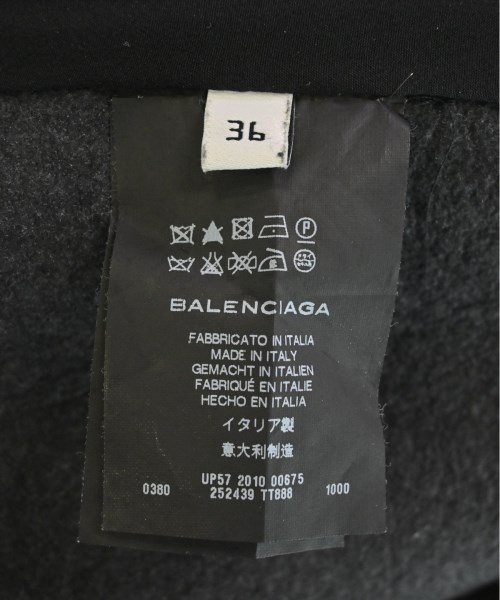 36
P
BALENCIAGA
FABBRICATO IN ITALIA
MADE IN ITALY
GEMACHT IN ITALIEN
FABRIQUÉ EN ITALIE
HECHO EN ITALIA
イタリア製
意大利制造
UP57 2010 00675
0380 252439 TT888 1000